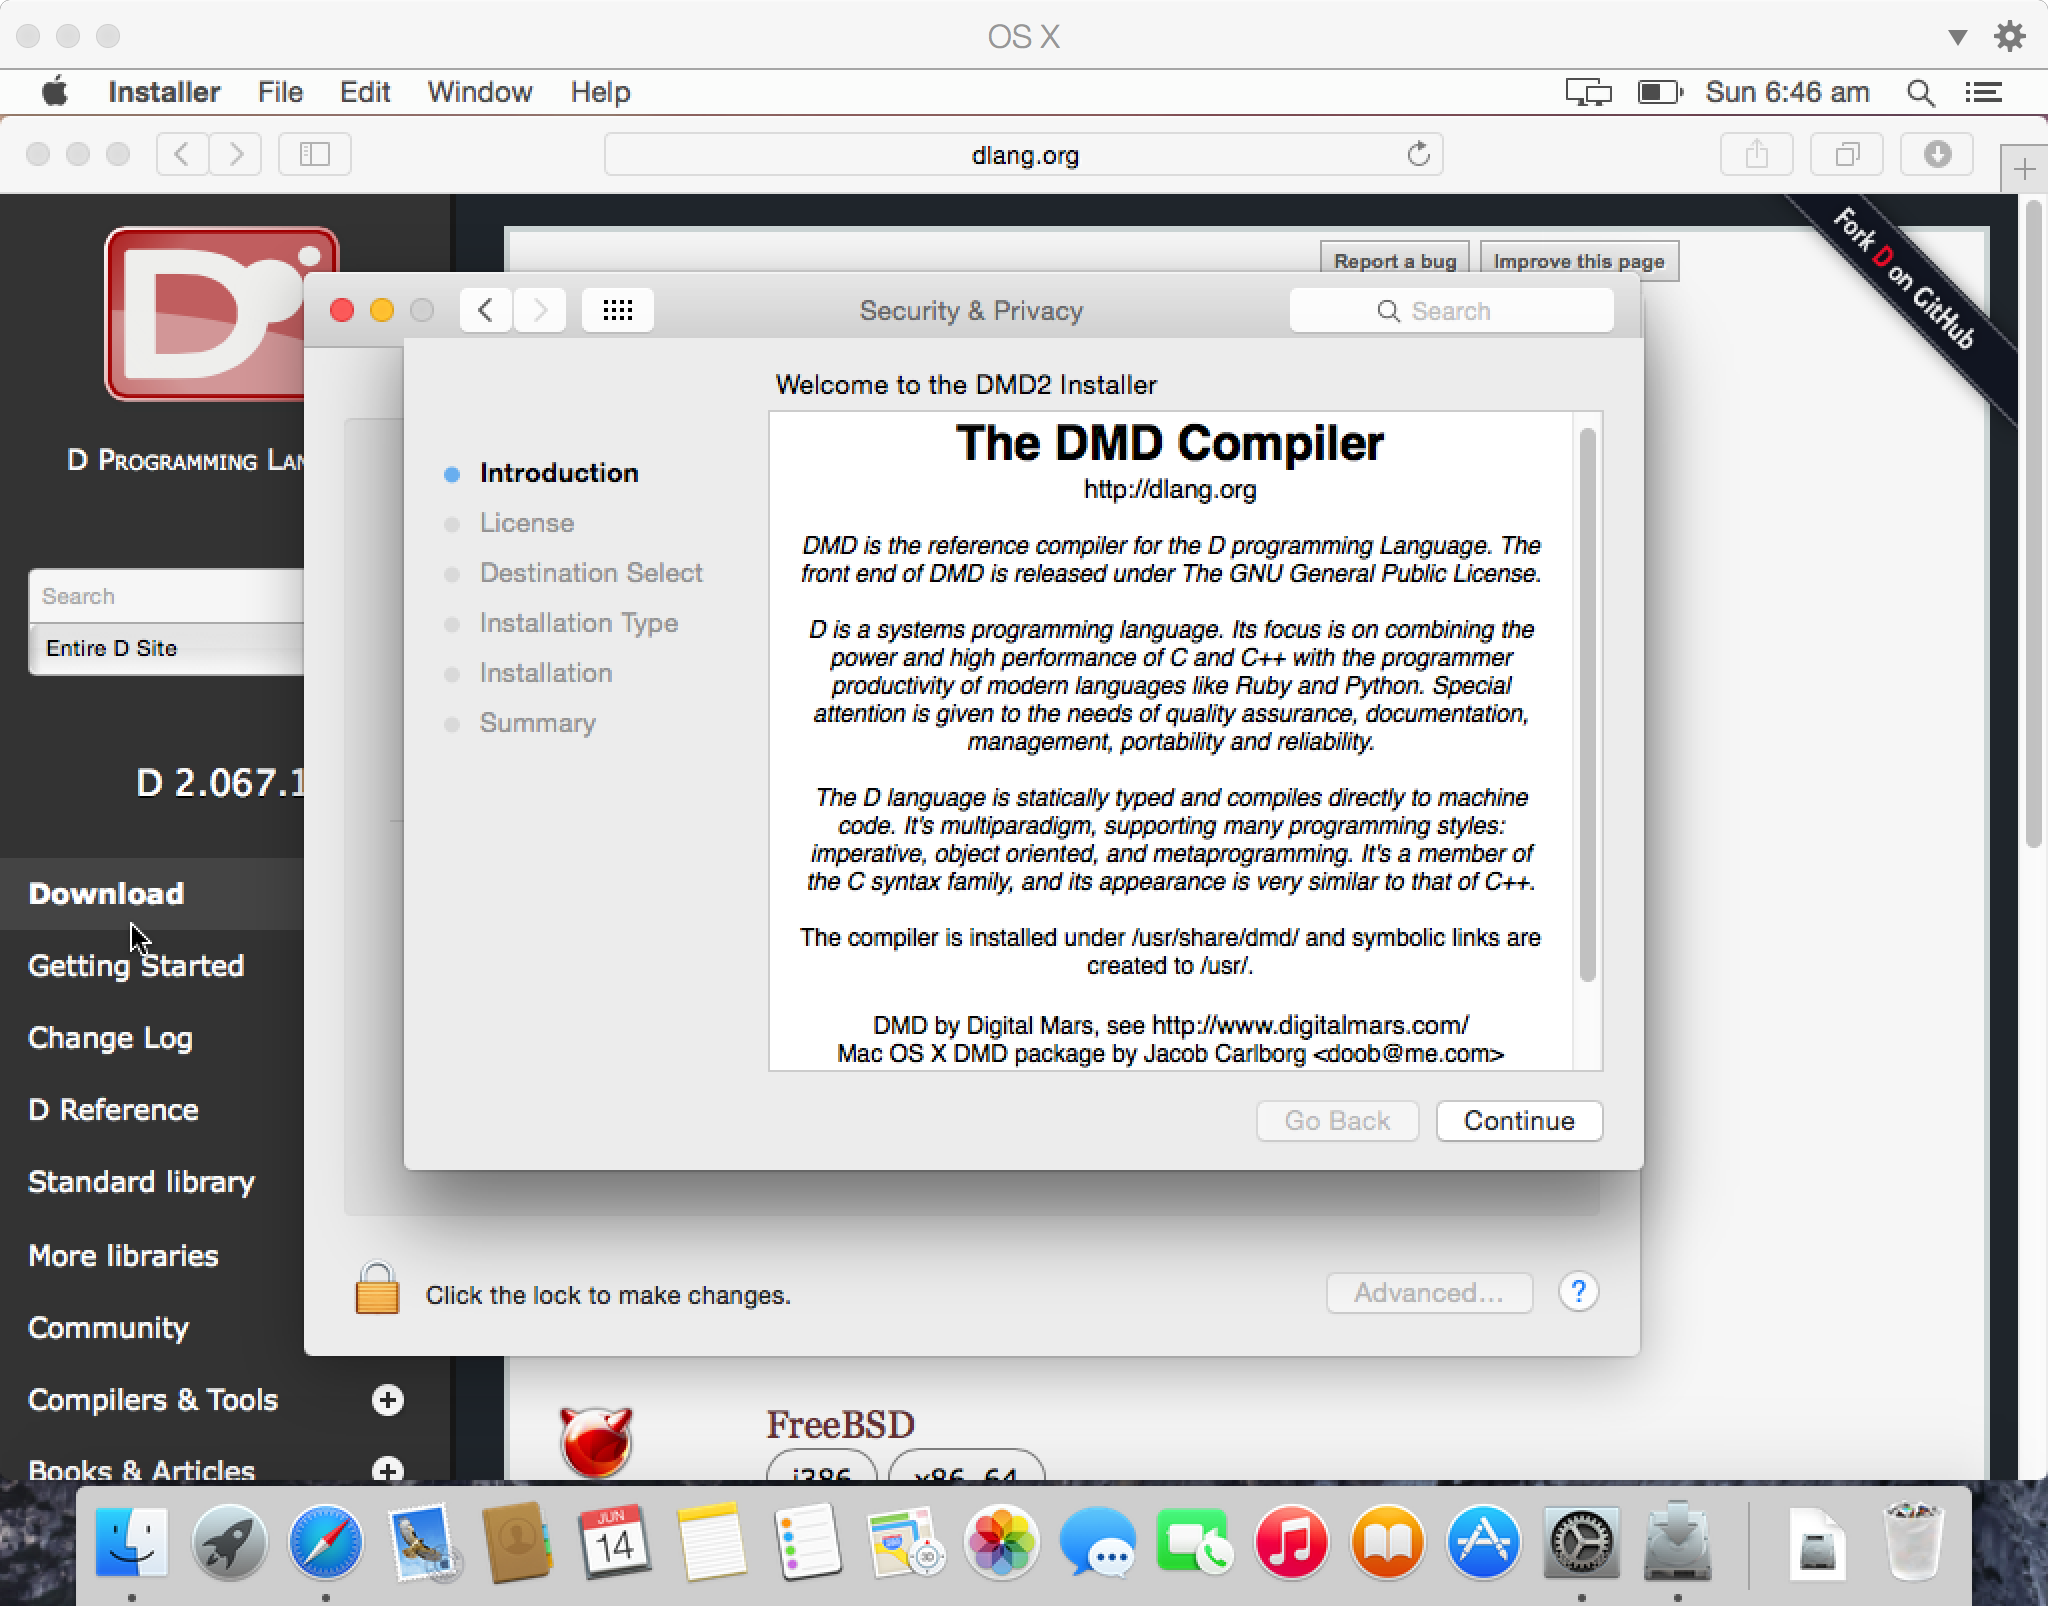 OS X
Installer File Edit Window Help
Sun 6:46 am
dlang.org
Report a bug
Improve this page
Fork D on GitHub
Security & Privacy
Search
D Programming
Search
Entire D Site
D 2.067.1
Download
Getting Started
Change Log
D Reference
Standard library
More libraries
Community
Compilers & Tools
Books & Articles
Welcome to the DMD2 Installer
Introduction
License
Destination Select
Installation Type
Installation
Summary
The DMD Compiler
http://dlang.org
DMD is the reference compiler for the D programming Language. The
front end of DMD is released under The GNU General Public License.
D is a systems programming language. Its focus is on combining the
power and high performance of C and C++ with the programmer
productivity of modern languages like Ruby and Python. Special
attention is given to the needs of quality assurance, documentation,
management, portability and reliability.
The D language is statically typed and compiles directly to machine
code. It's multiparadigm, supporting many programming styles:
imperative, object oriented, and metaprogramming. It's a member of
the C syntax family, and its appearance is very similar to that of C++.
The compiler is installed under /usr/share/dmd/ and symbolic links are
created to /usr/.
DMD by Digital Mars, see http://www.digitalmars.com/
Mac OS X DMD package by Jacob Carlborg <doob@me.com>
Go Back
Continue
Click the lock to make changes.
Advanced...
?
FreeBSD
i386
x86_64
JUN
14